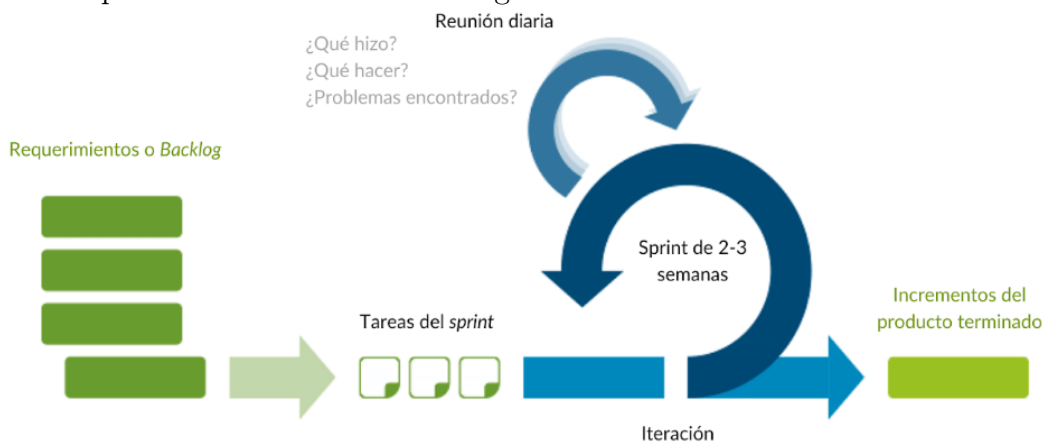 Reunión diaria
¿Qué hizo?
¿Qué hacer?
¿Problemas encontrados?
Requerimientos o Backlog
Sprint de 2-3
semanas
Tareas del sprint
Incrementos del
producto terminado
Iteración